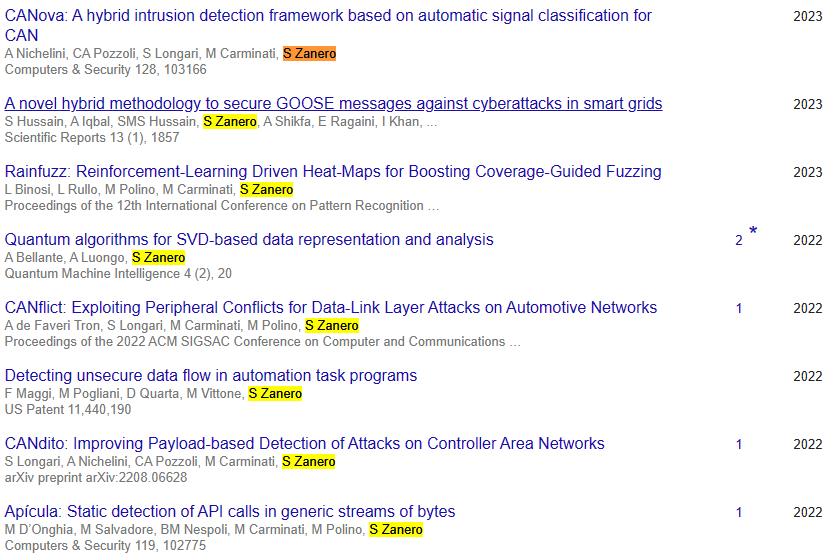 CANova: A hybrid intrusion detection framework based on automatic signal classification for 2023
CAN
A Nichelini, CA Pozzoli, S Longari, M Carminati, S Zanero
Computers & Security 128, 103166
A novel hybrid methodology to secure GOOSE messages against cyberattacks in smart grids 2023
S Hussain, A Iqbal, SMS Hussain, S Zanero, A Shikfa, E Ragaini, I Khan, ...
Scientific Reports 13 (1), 1857
Rainfuzz: Reinforcement-Learning Driven Heat-Maps for Boosting Coverage-Guided Fuzzing 2023
L Binosi, L Rullo, M Polino, M Carminati, S Zanero
Proceedings of the 12th International Conference on Pattern Recognition ...
Quantum algorithms for SVD-based data representation and analysis 2 * 2022
A Bellante, A Luongo, S Zanero
Quantum Machine Intelligence 4 (2), 20
CANflict: Exploiting Peripheral Conflicts for Data-Link Layer Attacks on Automotive Networks 1 2022
A de Faveri Tron, S Longari, M Carminati, M Polino, S Zanero
Proceedings of the 2022 ACM SIGSAC Conference on Computer and Communications ...
Detecting unsecure data flow in automation task programs 2022
F Maggi, M Pogliani, D Quarta, M Vittone, S Zanero
US Patent 11,440,190
CANdito: Improving Payload-based Detection of Attacks on Controller Area Networks 1 2022
S Longari, A Nichelini, CA Pozzoli, M Carminati, S Zanero
arXiv preprint arXiv:2208.06628
Apícula: Static detection of API calls in generic streams of bytes 1 2022
M D'Onghia, M Salvadore, BM Nespoli, M Carminati, M Polino, S Zanero
Computers & Security 119, 102775